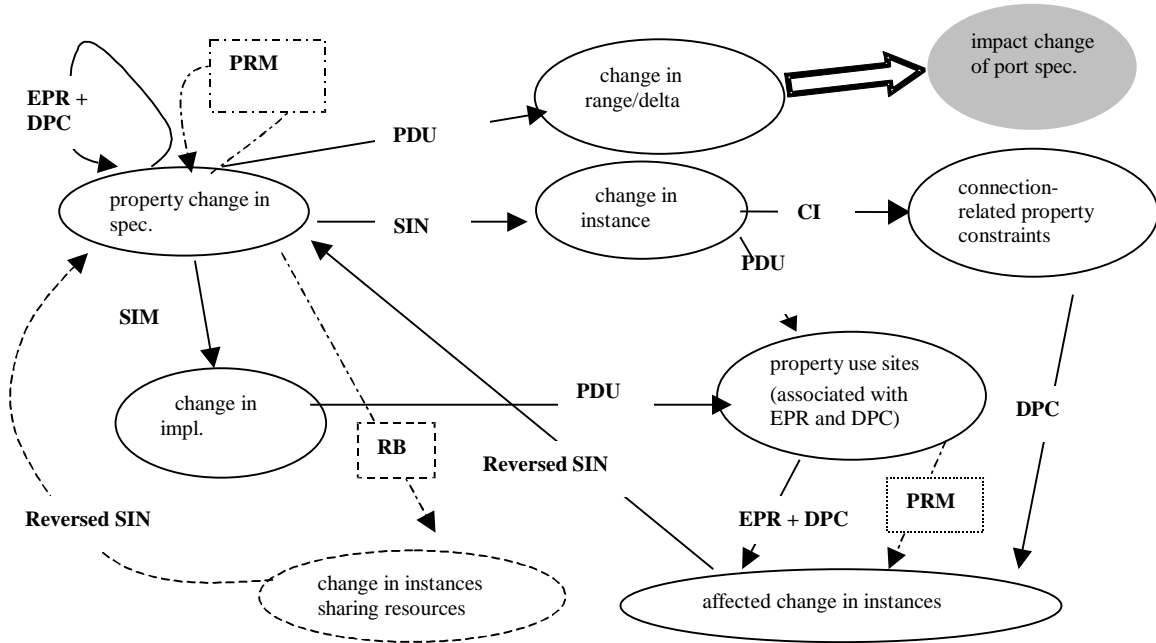 impact change
of port spec.
PRM
change in
range/delta
EPR +
DPC
PDU
property change in
spec.
change in
instance
connection-
related property
constraints
SIN
CI
PDU
SIM
property use sites
(associated with
EPR and DPC)
PDU
DPC
change in
impl.
RB
Reversed SIN
PRM
Reversed SIN
EPR + DPC
change in instances
sharing resources
affected change in instances